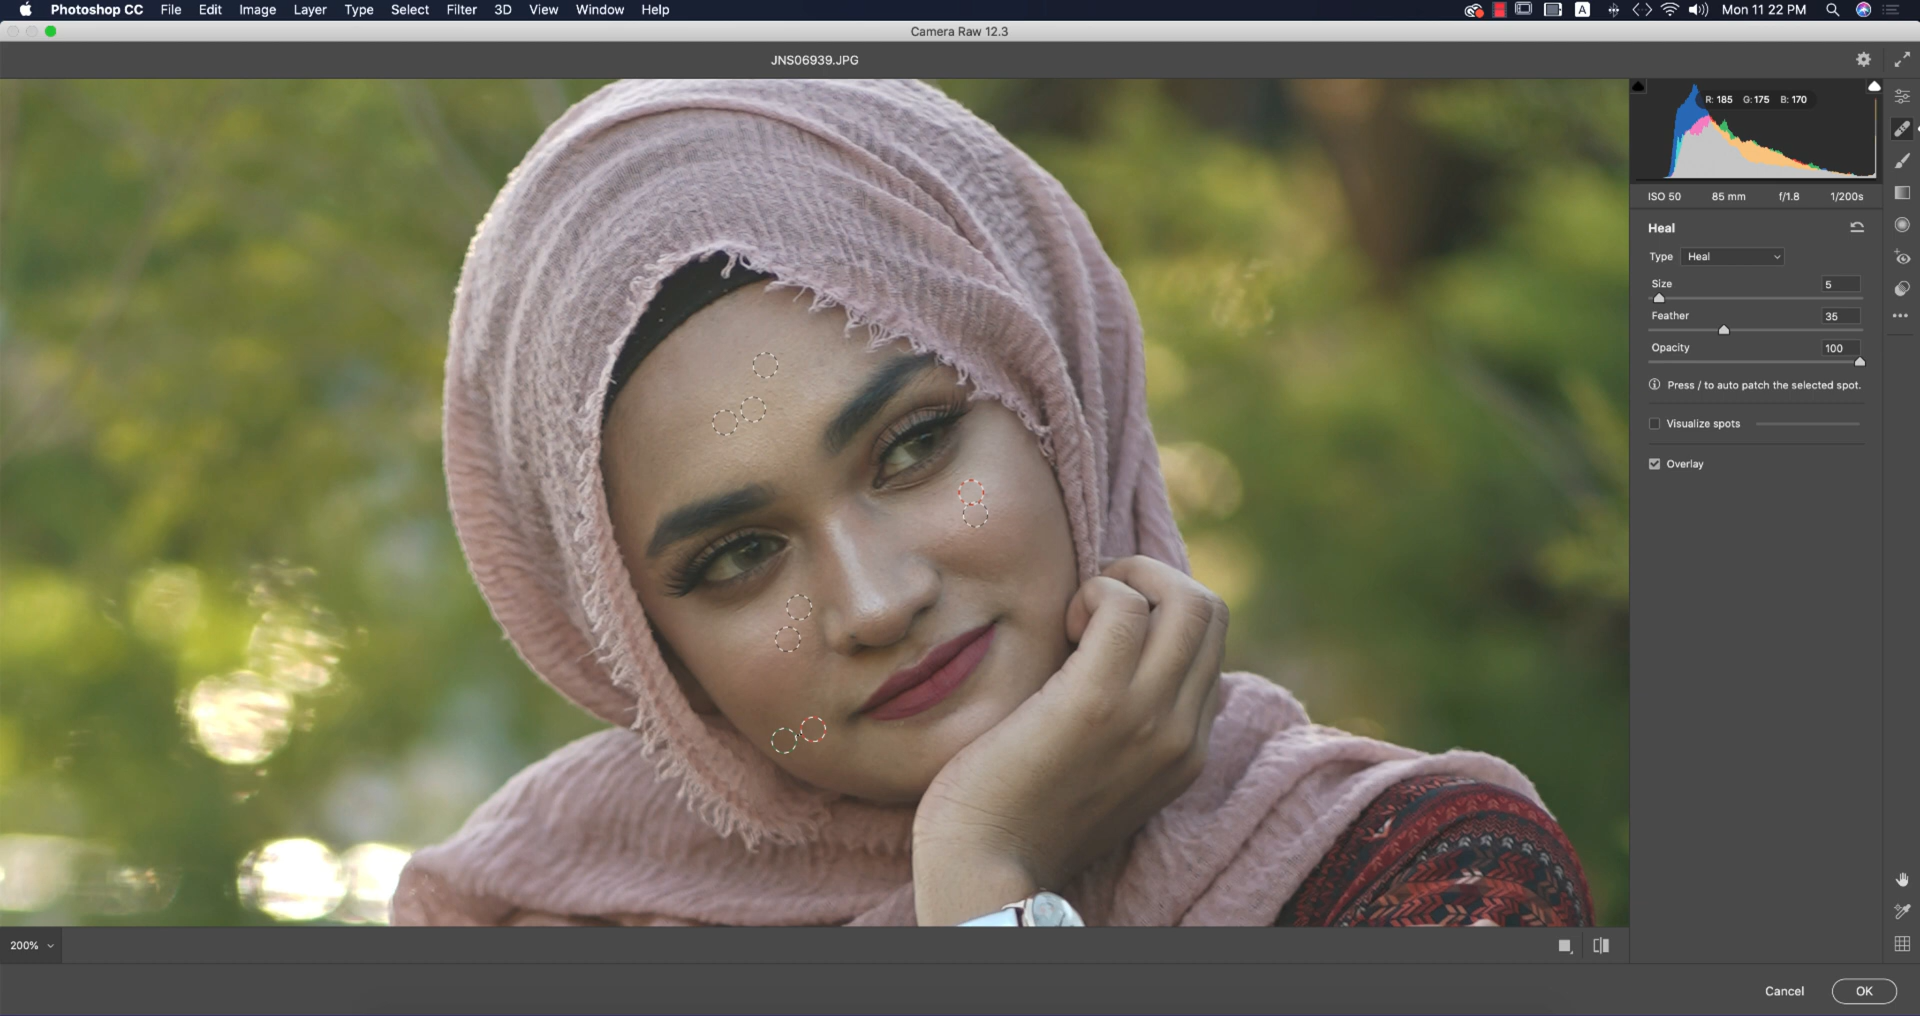 Photoshop CC File Edit Image Layer Type Select Filter 3D View Window Help A Mon 11 22 PM
Camera Raw 12.3
JNS06939.JPG
R: 185 G: 175 B: 170
ISO 50 85 mm f/1.8 1/200s
Heal
Type Heal
Size 5
Feather 35
Opacity 100
Press / to auto patch the selected spot.
Visualize spots
Overlay
200%
Cancel OK